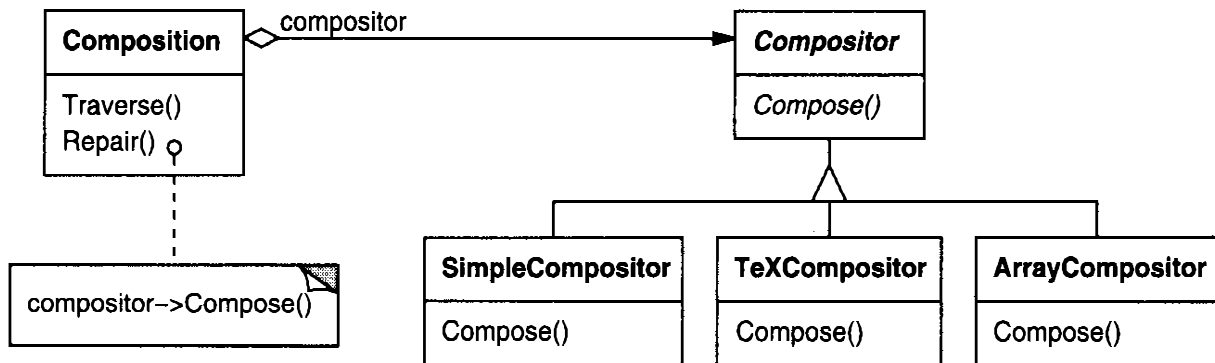 Composition
compositor
Compositor
Traverse()
Repair()
Compose()
compositor->Compose()
SimpleCompositor
TeXCompositor
ArrayCompositor
Compose()
Compose()
Compose()